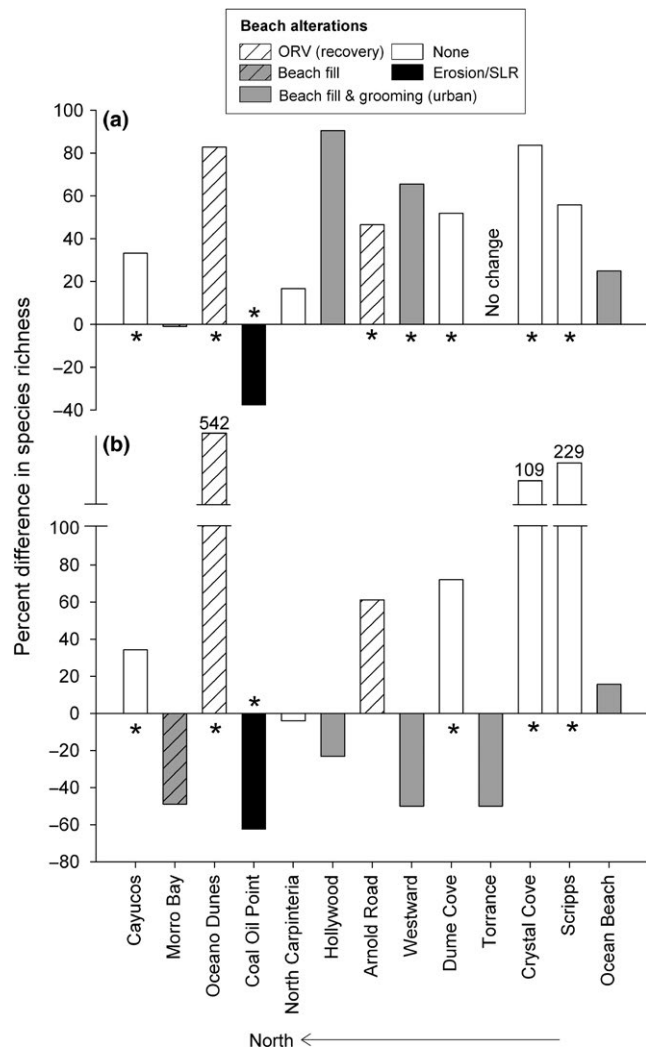 Beach alterations
ORV (recovery) None
Beach fill Erosion/SLR
Beach fill & grooming (urban)
Percent difference in species richness
(a)
100
80
60
40
20
0
−20
−40
No change
* * * * * * * *
(b)
542
109
229
100
80
60
40
20
0
−20
−40
−60
−80
* * * * * *
Cayucos
Morro Bay
Oceano Dunes
Coal Oil Point
North Carpinteria
Hollywood
Arnold Road
Westward
Dume Cove
Torrance
Crystal Cove
Scripps
Ocean Beach
North